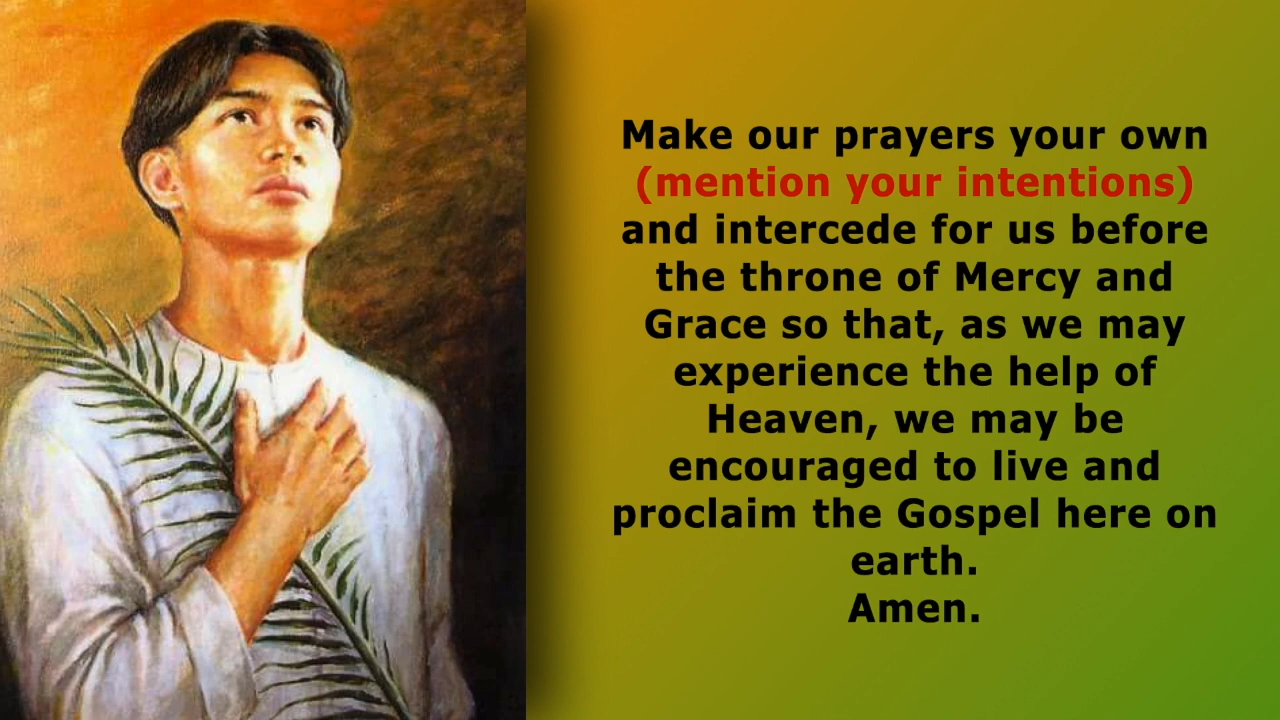 Make our prayers your own
(mention your intentions)
and intercede for us before
the throne of Mercy and
Grace so that, as we may
experience the help of
Heaven, we may be
encouraged to live and
proclaim the Gospel here on
earth.
Amen.